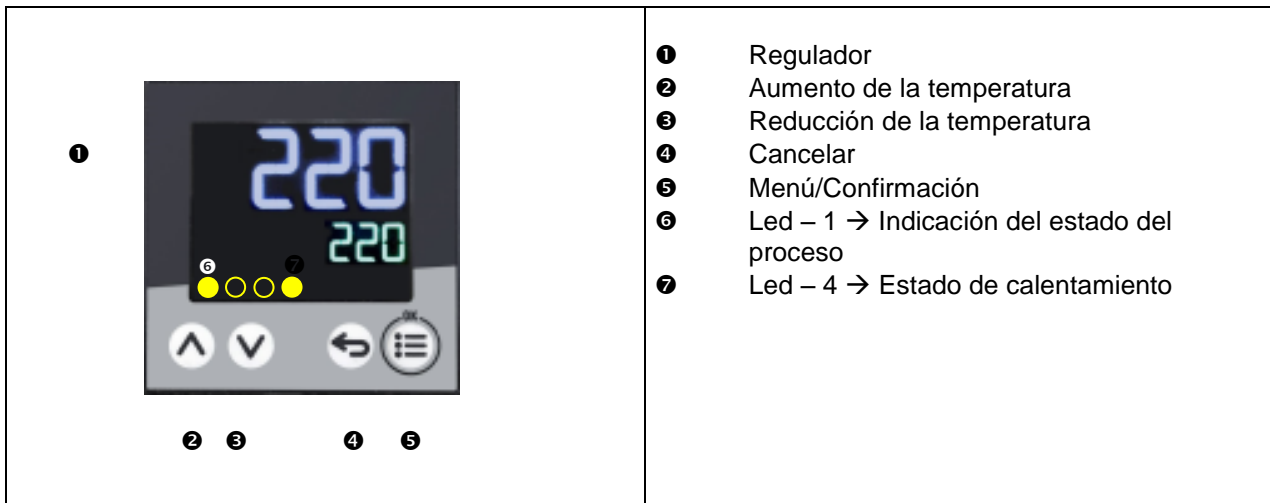 ❶
220
220
❻ ❼
OK
❷ ❸ ❹ ❺
❶ Regulador
❷ Aumento de la temperatura
❸ Reducción de la temperatura
❹ Cancelar
❺ Menú/Confirmación
❻ Led – 1 → Indicación del estado del
proceso
❼ Led – 4 → Estado de calentamiento